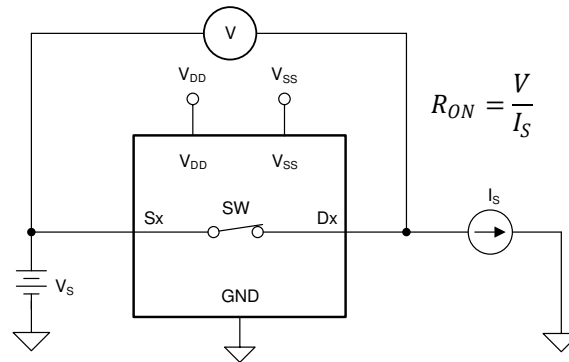 V
V_DD V_SS
R_ON = V/I_S
V_DD V_SS
I_S
Sx SW Dx
V_S
GND